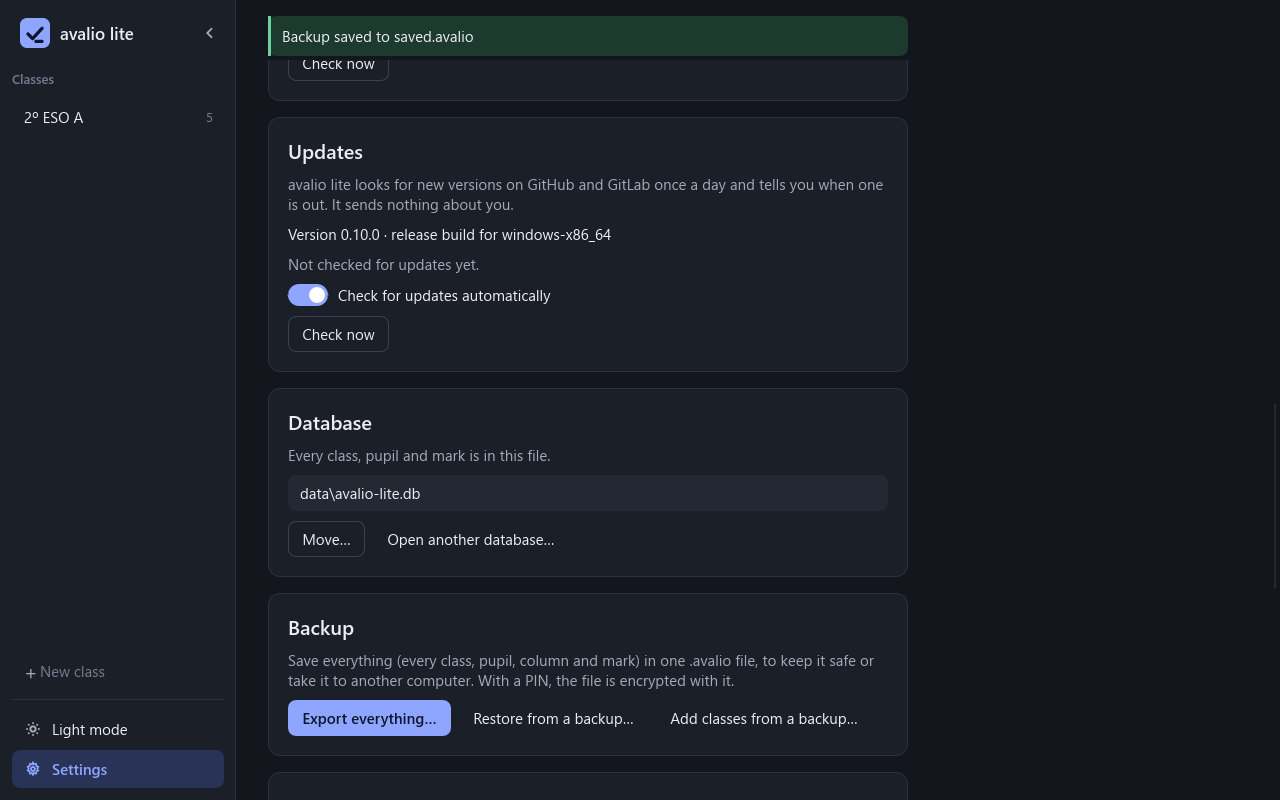 avalio lite
Classes
2º ESO A
5
+ New class
Light mode
Settings
Backup saved to saved.avalio
Check now
Updates
avalio lite looks for new versions on GitHub and GitLab once a day and tells you when one
is out. It sends nothing about you.
Version 0.10.0 · release build for windows-x86_64
Not checked for updates yet.
Check for updates automatically
Check now
Database
Every class, pupil and mark is in this file.
data\avalio-lite.db
Move...
Open another database...
Backup
Save everything (every class, pupil, column and mark) in one .avalio file, to keep it safe or
take it to another computer. With a PIN, the file is encrypted with it.
Export everything...
Restore from a backup...
Add classes from a backup...